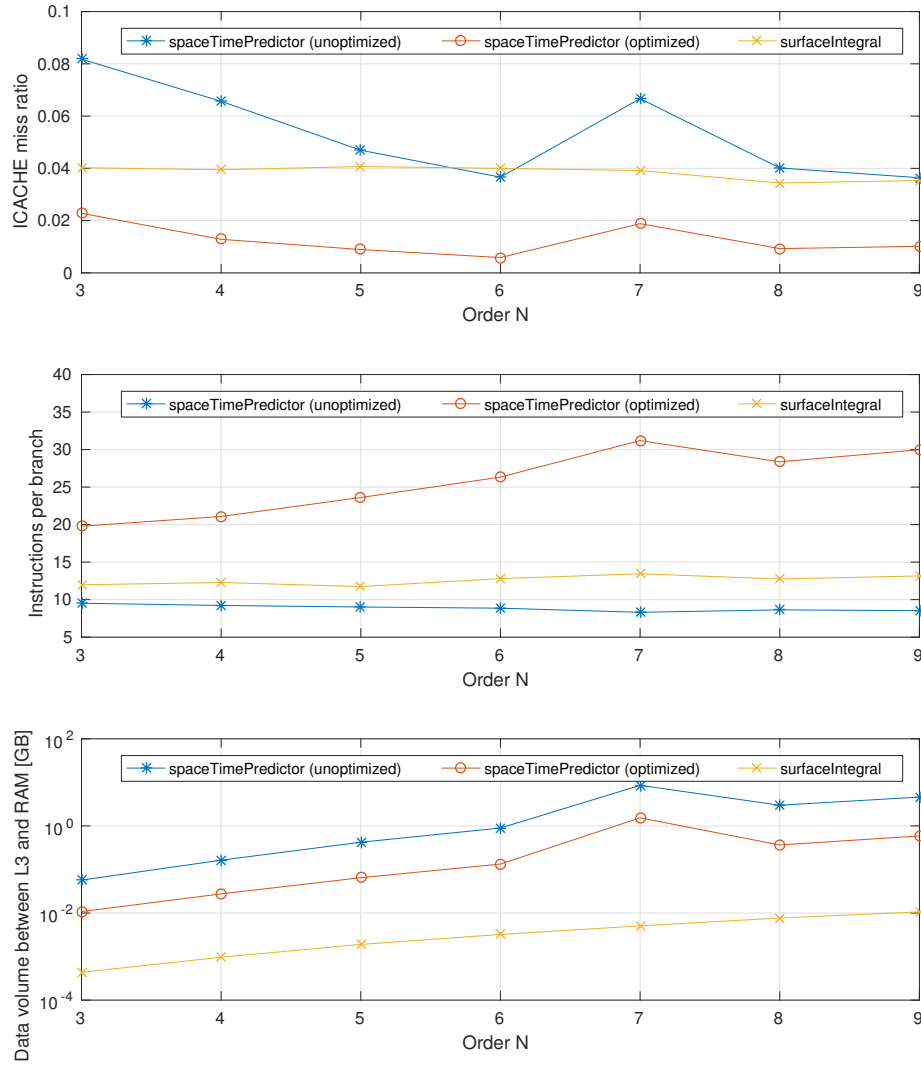 0.1
spaceTimePredictor (unoptimized) spaceTimePredictor (optimized) surfaceIntegral
0.08
0.06
0.04
0.02
0
ICACHE miss ratio
3 4 5 6 7 8 9
Order N
40
spaceTimePredictor (unoptimized) spaceTimePredictor (optimized) surfaceIntegral
35
30
25
20
15
10
5
Instructions per branch
3 4 5 6 7 8 9
Order N
10^2
spaceTimePredictor (unoptimized) spaceTimePredictor (optimized) surfaceIntegral
10^0
10^-2
10^-4
Data volume between L3 and RAM [GB]
3 4 5 6 7 8 9
Order N